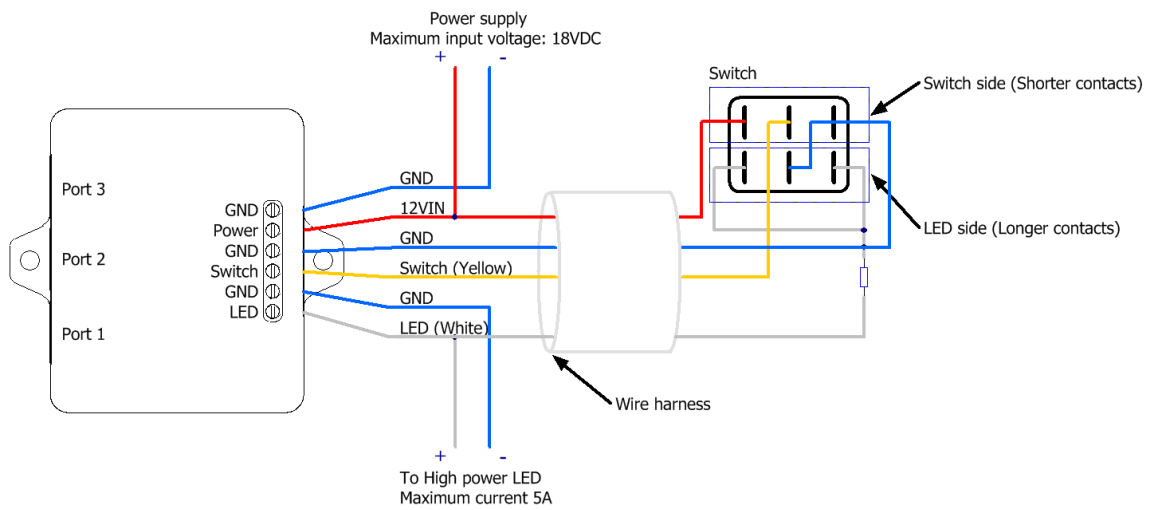 Power supply
Maximum input voltage: 18VDC
+ -
Switch
Switch side (Shorter contacts)
Port 3
GND
12VIN
GND
Power
LED side (Longer contacts)
GND
Port 2
GND
Switch
Switch (Yellow)
GND
GND
LED
LED (White)
Port 1
Wire harness
+ -
To High power LED
Maximum current 5A